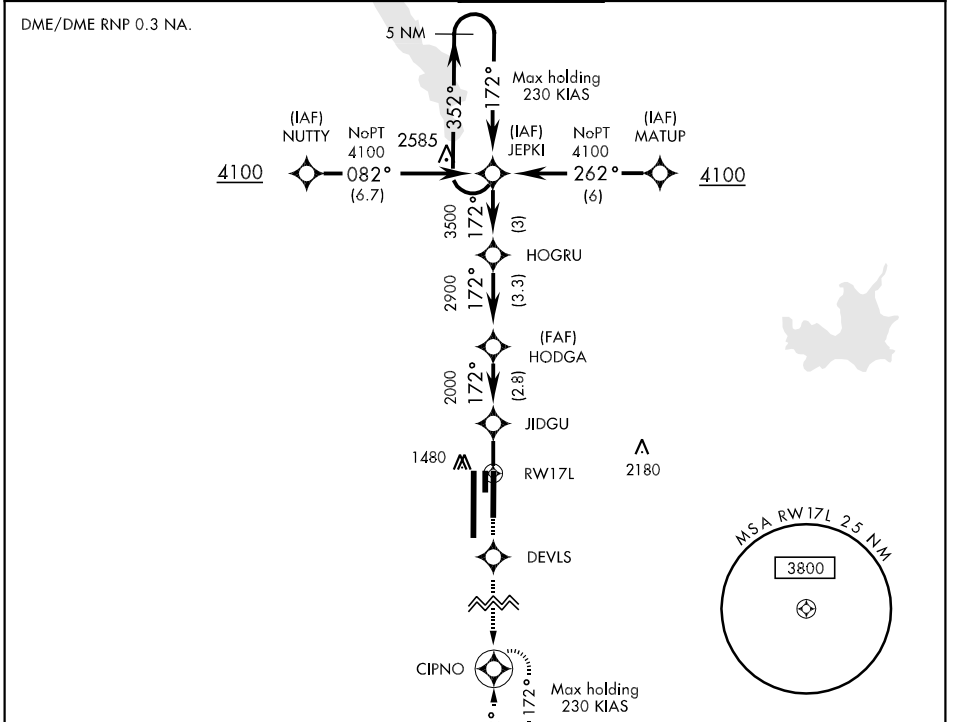 DME/DME RNP 0.3 NA.
5 NM
352°
172°
Max holding
230 KIAS
(IAF)
NUTTY
NoPT
4100
2585
(IAF)
JEPKI
NoPT
4100
(IAF)
MATUP
4100
082°
(6.7)
262°
(6)
4100
3500
172°
(3)
HOGRU
2900
172°
(3.3)
(FAF)
HODGA
2000
172°
(2.8)
JIDGU
1480
RW17L
2180
DEVLS
MSA RW17L 25 NM
3800
CIPNO
172°
Max holding
230 KIAS